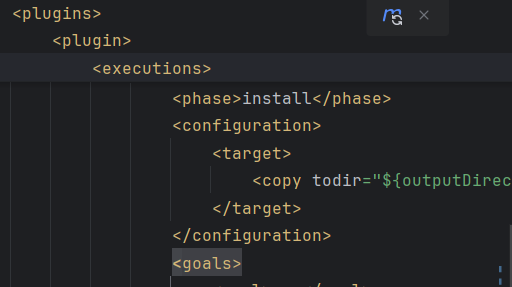 <plugins>
<plugin>
<executions>
<phase>install</phase>
<configuration>
<target>
<copy todir="${outputDirec
</target>
</configuration>
<goals>